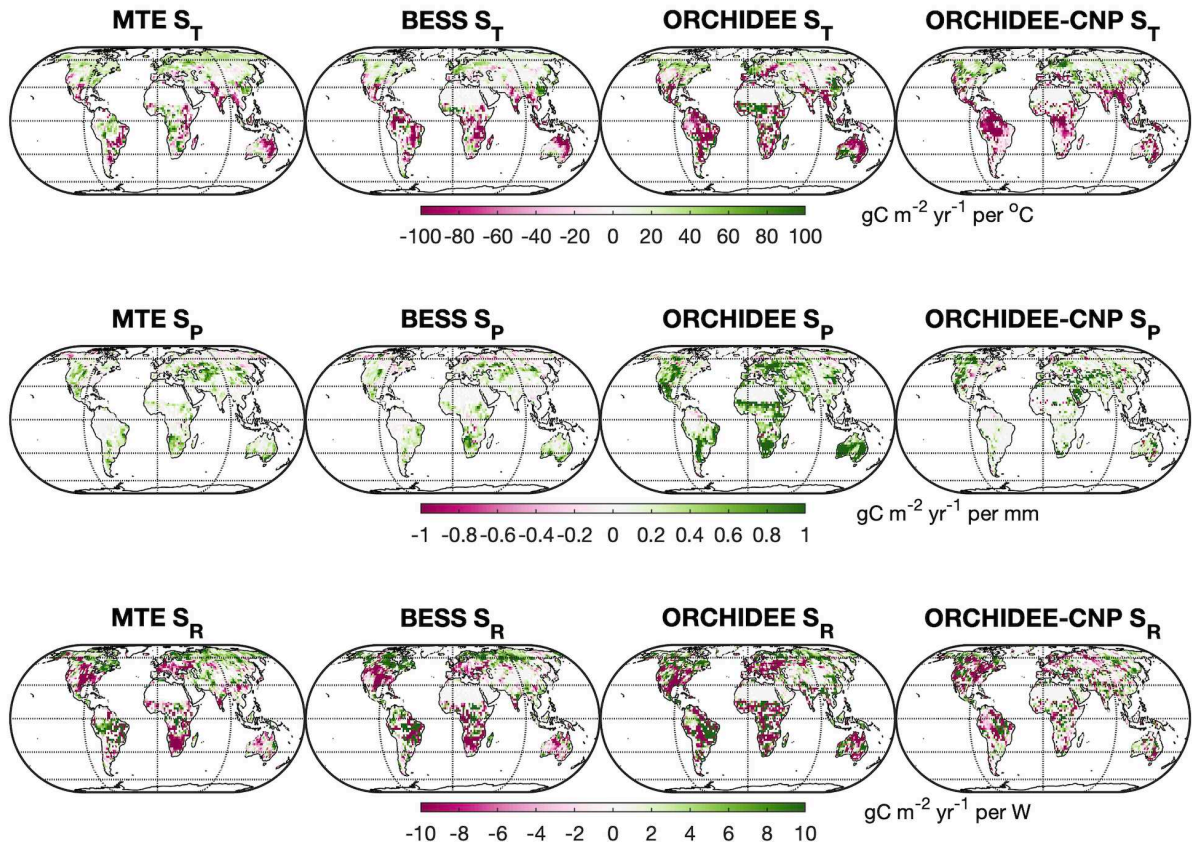 MTE S_T BESS S_T ORCHIDEE S_T ORCHIDEE-CNP S_T
gC m⁻² yr⁻¹ per °C
-100 -80 -60 -40 -20 0 20 40 60 80 100
MTE S_P BESS S_P ORCHIDEE S_P ORCHIDEE-CNP S_P
gC m⁻² yr⁻¹ per mm
-1 -0.8 -0.6 -0.4 -0.2 0 0.2 0.4 0.6 0.8 1
MTE S_R BESS S_R ORCHIDEE S_R ORCHIDEE-CNP S_R
gC m⁻² yr⁻¹ per W
-10 -8 -6 -4 -2 0 2 4 6 8 10